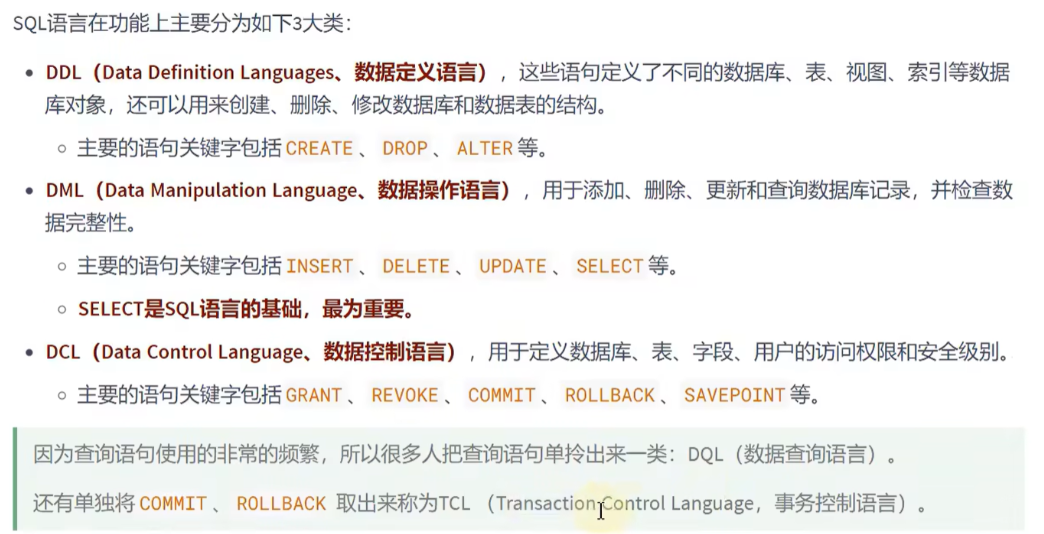 SQL语言在功能上主要分为如下3大类：
DDL（Data Definition Languages、数据定义语言），这些语句定义了不同的数据库、表、视图、索引等数据
库对象，还可以用来创建、删除、修改数据库和数据表的结构。
主要的语句关键字包括 CREATE 、 DROP 、 ALTER 等。
DML（Data Manipulation Language、数据操作语言），用于添加、删除、更新和查询数据库记录，并检查数
据完整性。
主要的语句关键字包括 INSERT 、 DELETE 、 UPDATE 、 SELECT 等。
SELECT是SQL语言的基础，最为重要。
DCL（Data Control Language、数据控制语言），用于定义数据库、表、字段、用户的访问权限和安全级别。
主要的语句关键字包括 GRANT 、 REVOKE 、 COMMIT 、 ROLLBACK 、 SAVEPOINT 等。
因为查询语句使用的非常的频繁，所以很多人把查询语句单拎出来一类：DQL（数据查询语言）。
还有单独将 COMMIT 、 ROLLBACK 取出来称为TCL （Transaction Control Language，事务控制语言）。